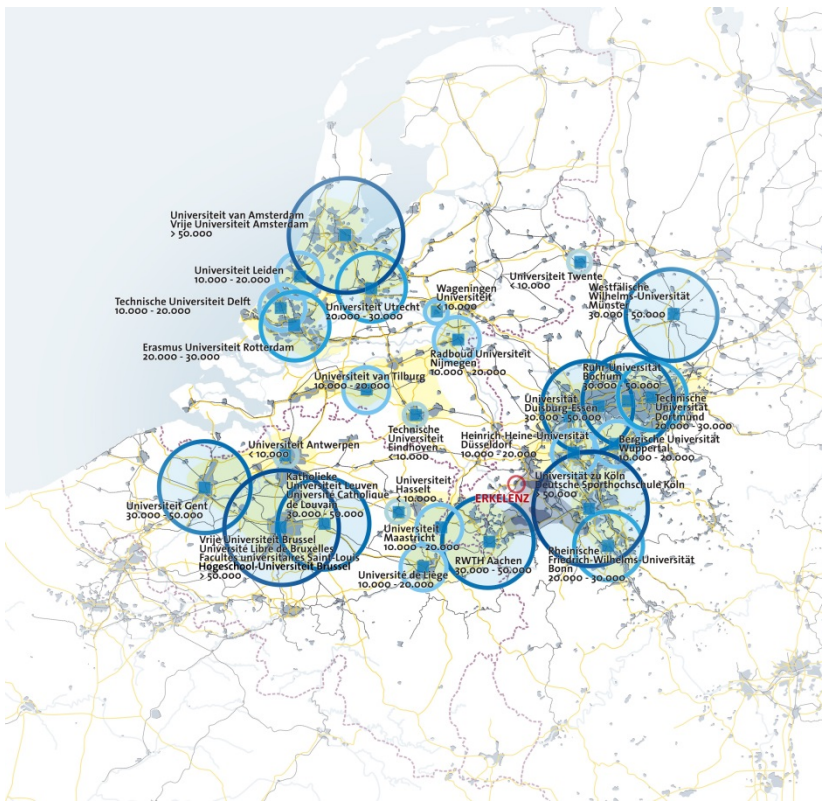 Universiteit van Amsterdam
Vrije Universiteit Amsterdam
> 50.000
Universiteit Leiden
10.000 - 20.000
Technische Universiteit Delft
10.000 - 20.000
Erasmus Universiteit Rotterdam
20.000 - 30.000
Universiteit Utrecht
20.000 - 30.000
Wageningen
Universiteit
< 10.000
Universiteit Twente
< 10.000
Westfälische
Wilhelms-Universität
Münster
30.000 - 50.000
Radboud Universiteit
Nijmegen
10.000 - 20.000
Universiteit van Tilburg
10.000 - 20.000
Technische
Universiteit
Eindhoven
<10.000
Ruhr-Universität
Bochum
30.000 - 50.000
Universität
Duisburg-Essen
30.000 - 50.000
Technische
Universität
Dortmund
20.000 - 30.000
Heinrich-Heine-Universität
Düsseldorf
10.000 - 20.000
Bergische Universität
Wuppertal
10.000 - 20.000
Universiteit Antwerpen
< 10.000
Universiteit Gent
30.000 - 50.000
Katholieke
Universiteit Leuven
Université Catholique
de Louvain
30.000 - 50.000
Vrije Universiteit Brussel
Université Libre de Bruxelles
Facultés universitaires Saint-Louis
Hogeschool-Universiteit Brussel
> 50.000
Universiteit
Hasselt
< 10.000
Universiteit
Maastricht
10.000 - 20.000
Université de Liège
10.000 - 20.000
ERKELENZ
RWTH Aachen
30.000 - 50.000
Universität zu Köln
Deutsche Sporthochschule Köln
> 50.000
Rheinische
Friedrich-Wilhelms-Universität
Bonn
20.000 - 30.000